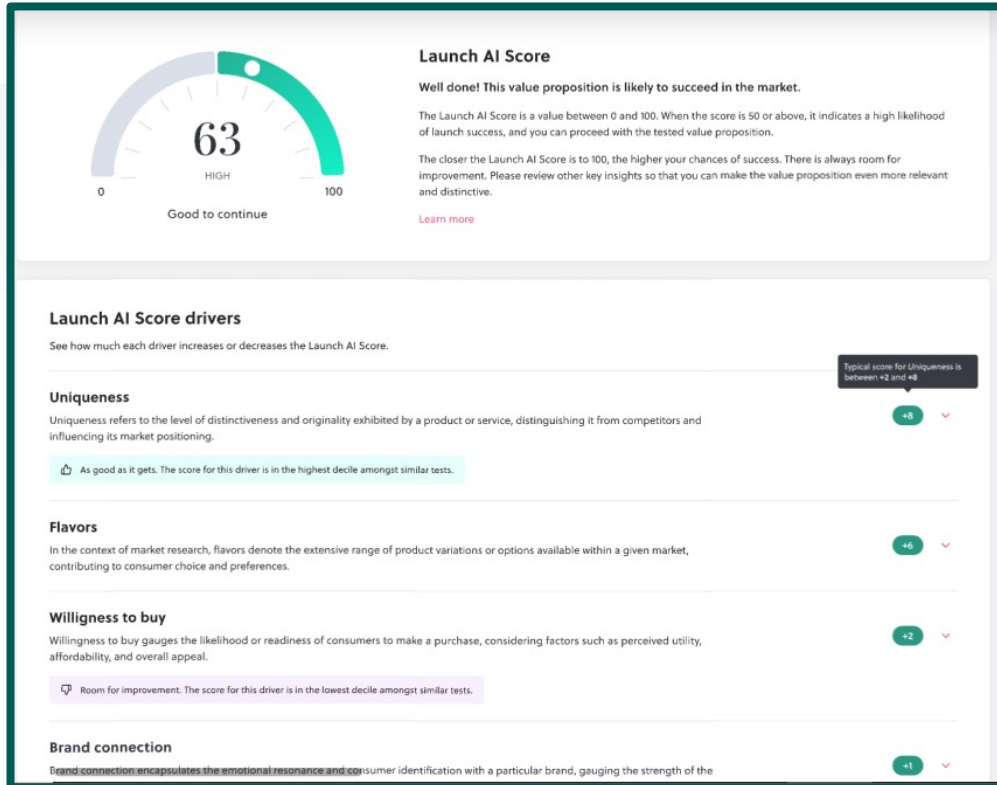 Launch AI Score
Well done! This value proposition is likely to succeed in the market.
The Launch AI Score is a value between 0 and 100. When the score is 50 or above, it indicates a high likelihood
of launch success, and you can proceed with the tested value proposition.
The closer the Launch AI Score is to 100, the higher your chances of success. There is always room for
improvement. Please review other key insights so that you can make the value proposition even more relevant
and distinctive.
Learn more
63
HIGH
0
100
Good to continue
Launch AI Score drivers
See how much each driver increases or decreases the Launch AI Score.
Typical score for Uniqueness is
between +2 and +8
Uniqueness
+8
Uniqueness refers to the level of distinctiveness and originality exhibited by a product or service, distinguishing it from competitors and
influencing its market positioning.
As good as it gets. The score for this driver is in the highest decile amongst similar tests.
Flavors
+6
In the context of market research, flavors denote the extensive range of product variations or options available within a given market,
contributing to consumer choice and preferences.
Willigness to buy
+2
Willingness to buy gauges the likelihood or readiness of consumers to make a purchase, considering factors such as perceived utility,
affordability, and overall appeal.
Room for improvement. The score for this driver is in the lowest decile amongst similar tests.
Brand connection
+1
Brand connection encapsulates the emotional resonance and consumer identification with a particular brand, gauging the strength of the